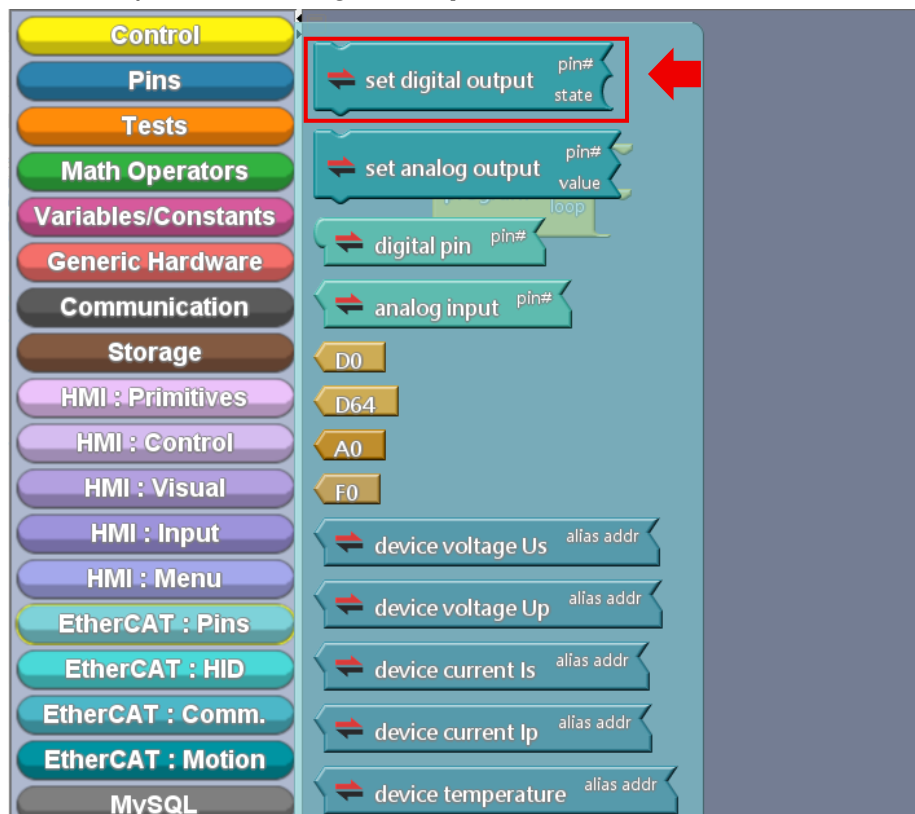 Control
Pins
Tests
Math Operators
Variables/Constants
Generic Hardware
Communication
Storage
HMI : Primitives
HMI : Control
HMI : Visual
HMI : Input
HMI : Menu
EtherCAT : Pins
EtherCAT : HID
EtherCAT : Comm.
EtherCAT : Motion
MySQL
set digital output pin# state
set analog output pin# value
loop
digital pin pin#
analog input pin#
D0
D64
A0
F0
device voltage Us alias addr
device voltage Up alias addr
device current Is alias addr
device current Ip alias addr
device temperature alias addr